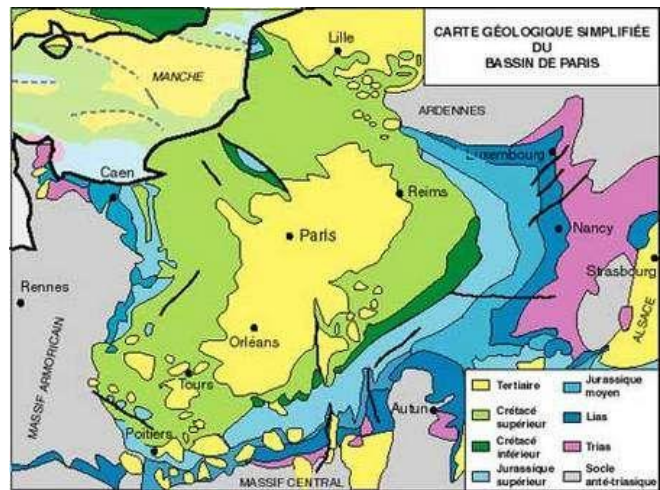 CARTE GÉOLOGIQUE SIMPLIFIÉE
DU
BASSIN DE PARIS
Lille
MANCHE
ARDENNES
Luxembourg
Caen
Reims
Paris
Nancy
Strasbourg
Rennes
ALSACE
MASSIF ARMORICAIN
Orléans
Tours
Autun
Poitiers
MASSIF CENTRAL
Tertiaire
Crétacé
supérieur
Crétacé
inférieur
Jurassique
supérieur
Jurassique
moyen
Lias
Trias
Socle
anté-triasique